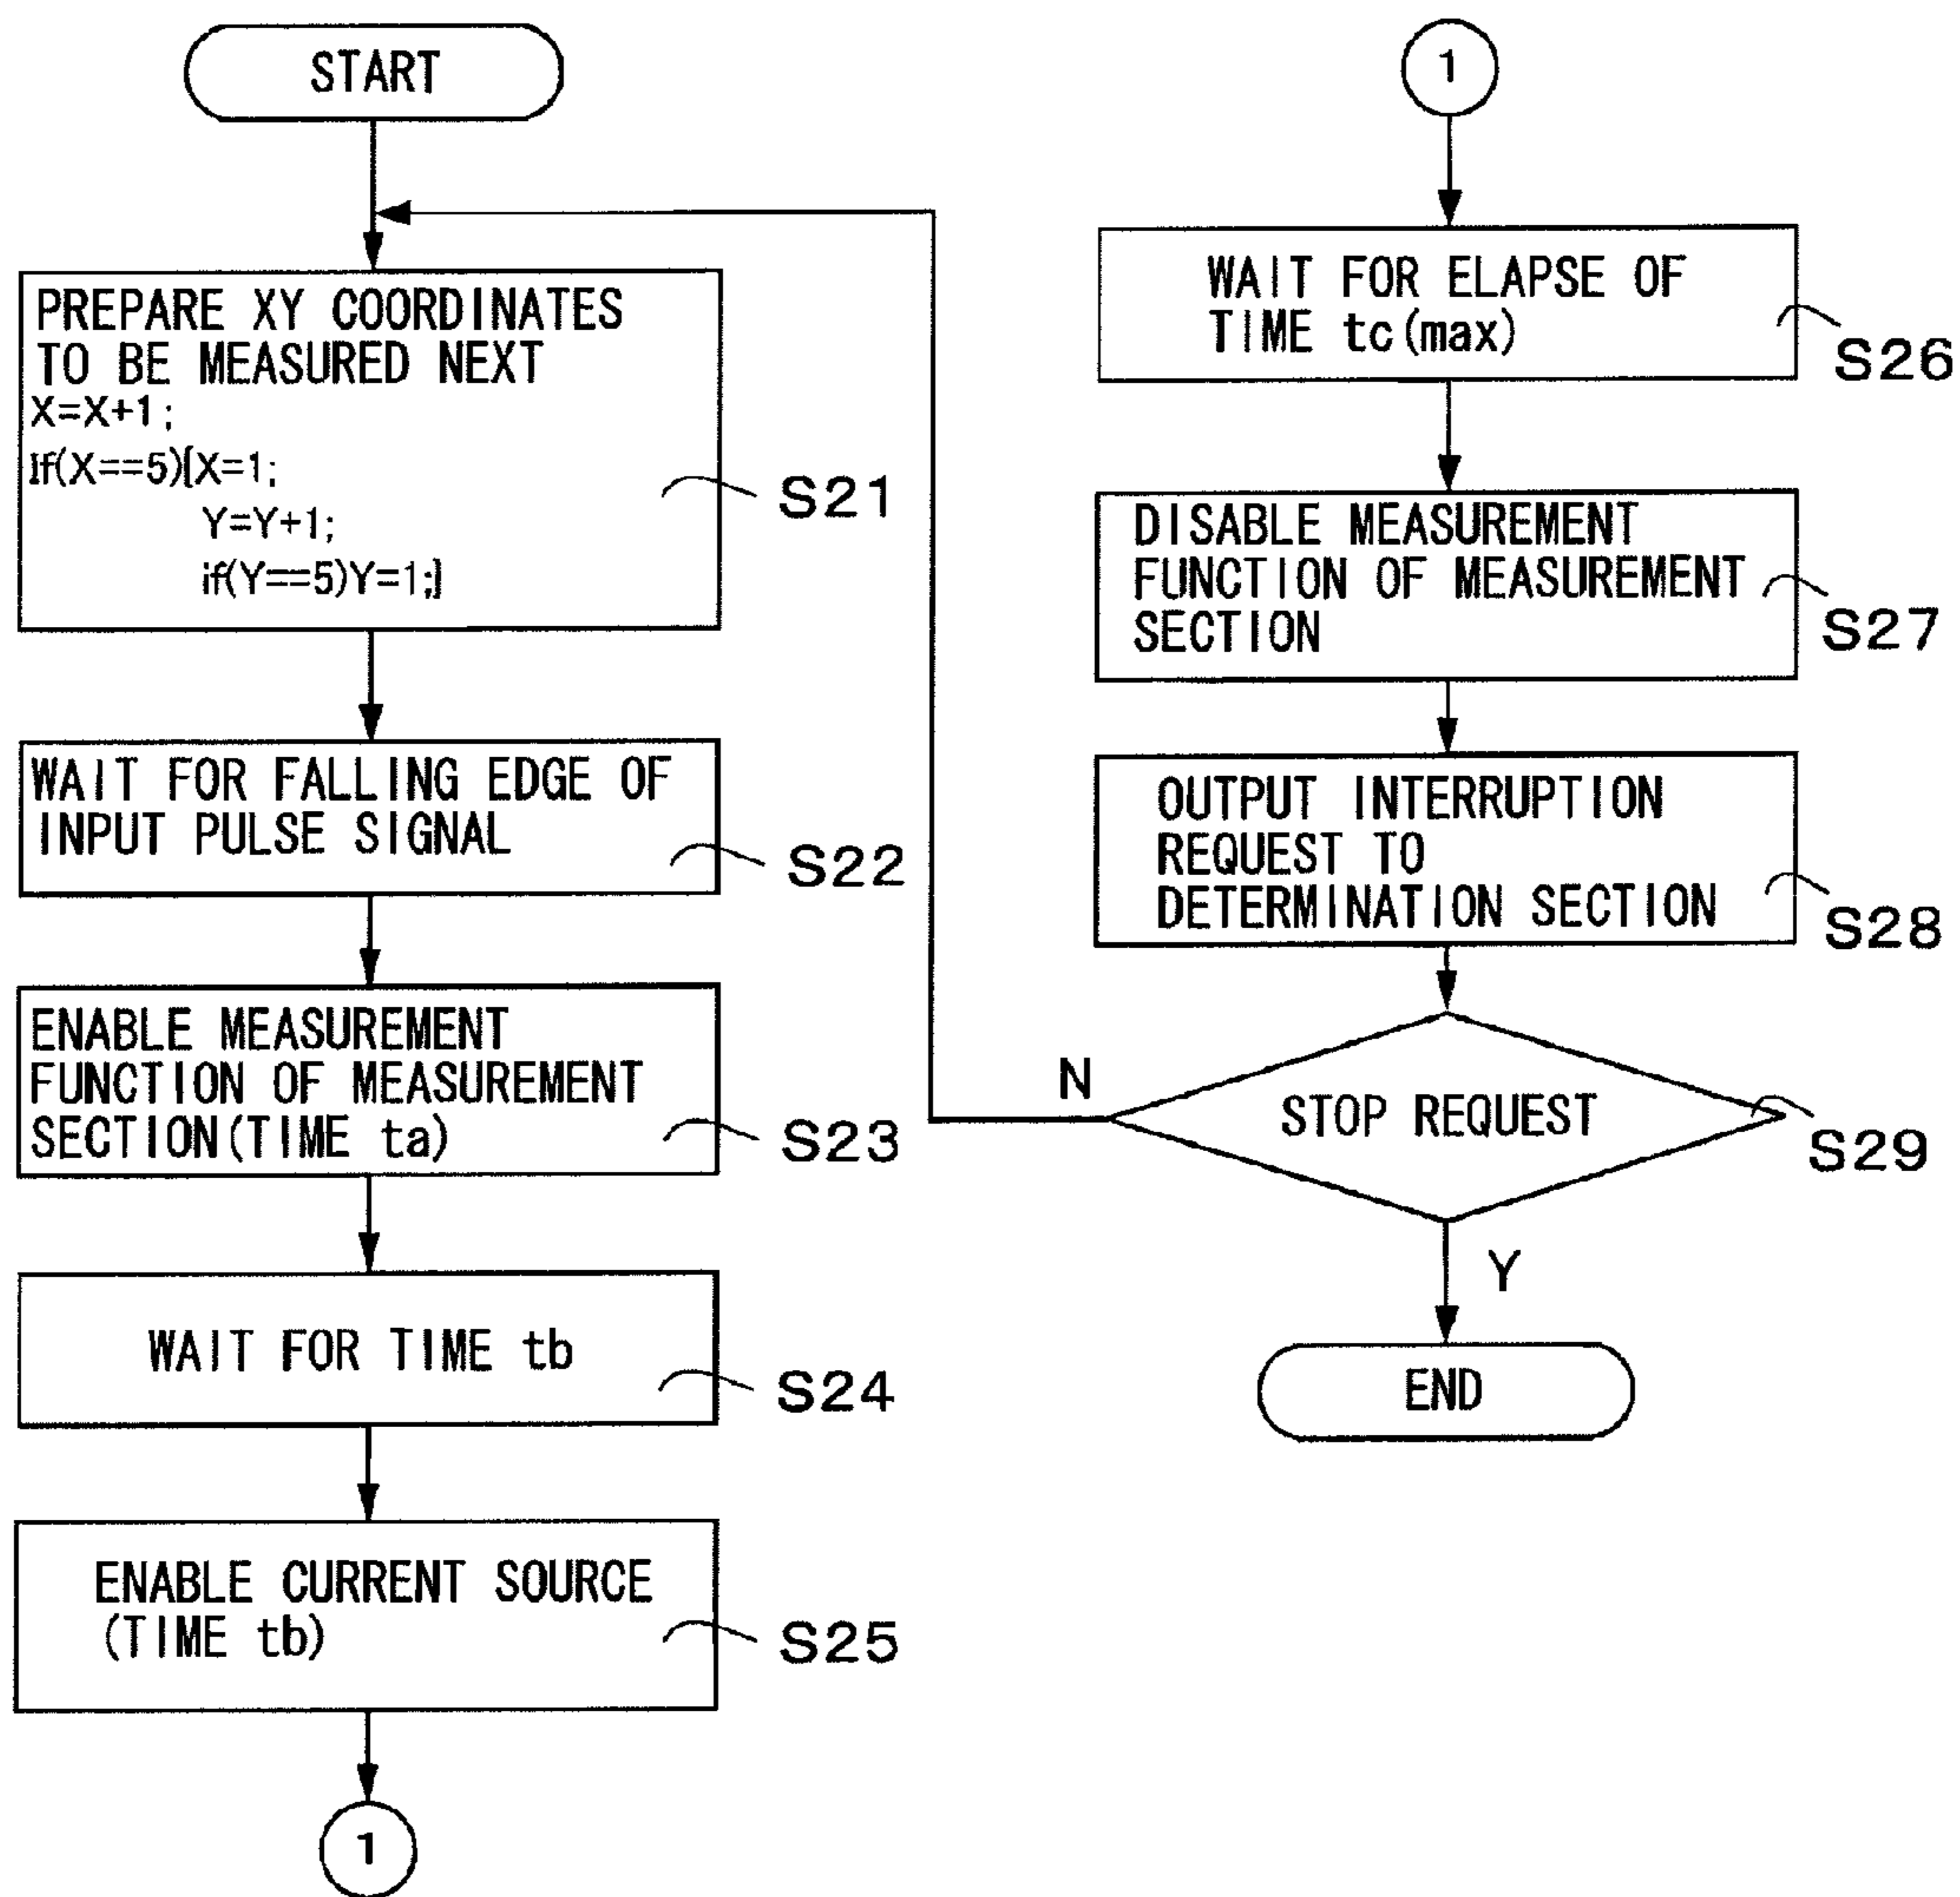 START
PREPARE XY COORDINATES
TO BE MEASURED NEXT
X=X+1;
If(X==5){X=1;
Y=Y+1;
if(Y==5)Y=1;}
S21
WAIT FOR FALLING EDGE OF
INPUT PULSE SIGNAL
S22
ENABLE MEASUREMENT
FUNCTION OF MEASUREMENT
SECTION(TIME ta)
S23
WAIT FOR TIME tb
S24
ENABLE CURRENT SOURCE
(TIME tb)
S25
1
1
WAIT FOR ELAPSE OF
TIME tc(max)
S26
DISABLE MEASUREMENT
FUNCTION OF MEASUREMENT
SECTION
S27
OUTPUT INTERRUPTION
REQUEST TO
DETERMINATION SECTION
S28
N
STOP REQUEST
S29
Y
END